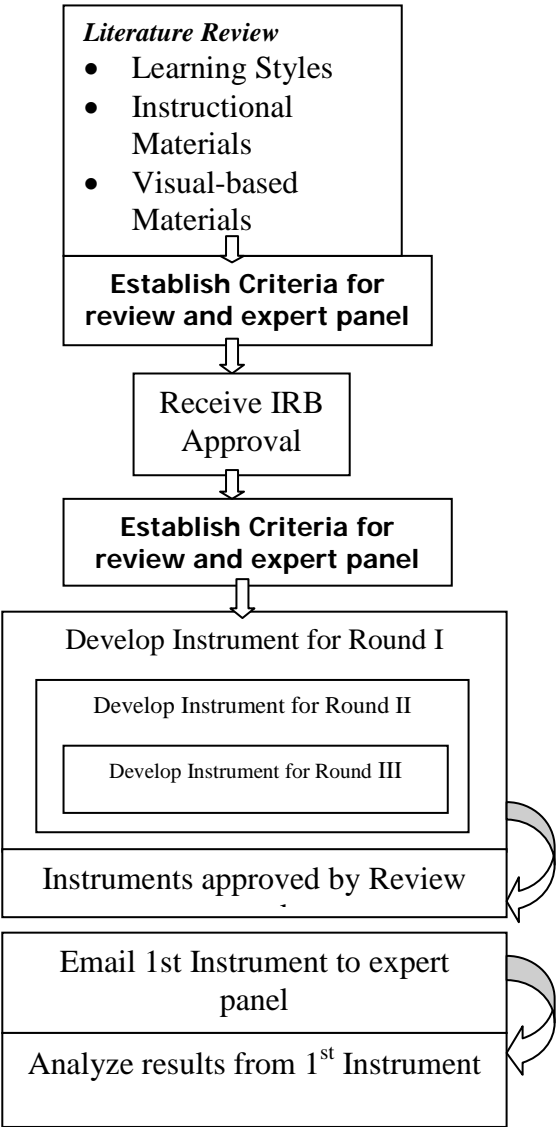 Literature Review
• Learning Styles
• Instructional
Materials
• Visual-based
Materials
Establish Criteria for
review and expert panel
Receive IRB
Approval
Establish Criteria for
review and expert panel
Develop Instrument for Round I
Develop Instrument for Round II
Develop Instrument for Round III
Instruments approved by Review
Email 1st Instrument to expert
panel
Analyze results from 1st Instrument